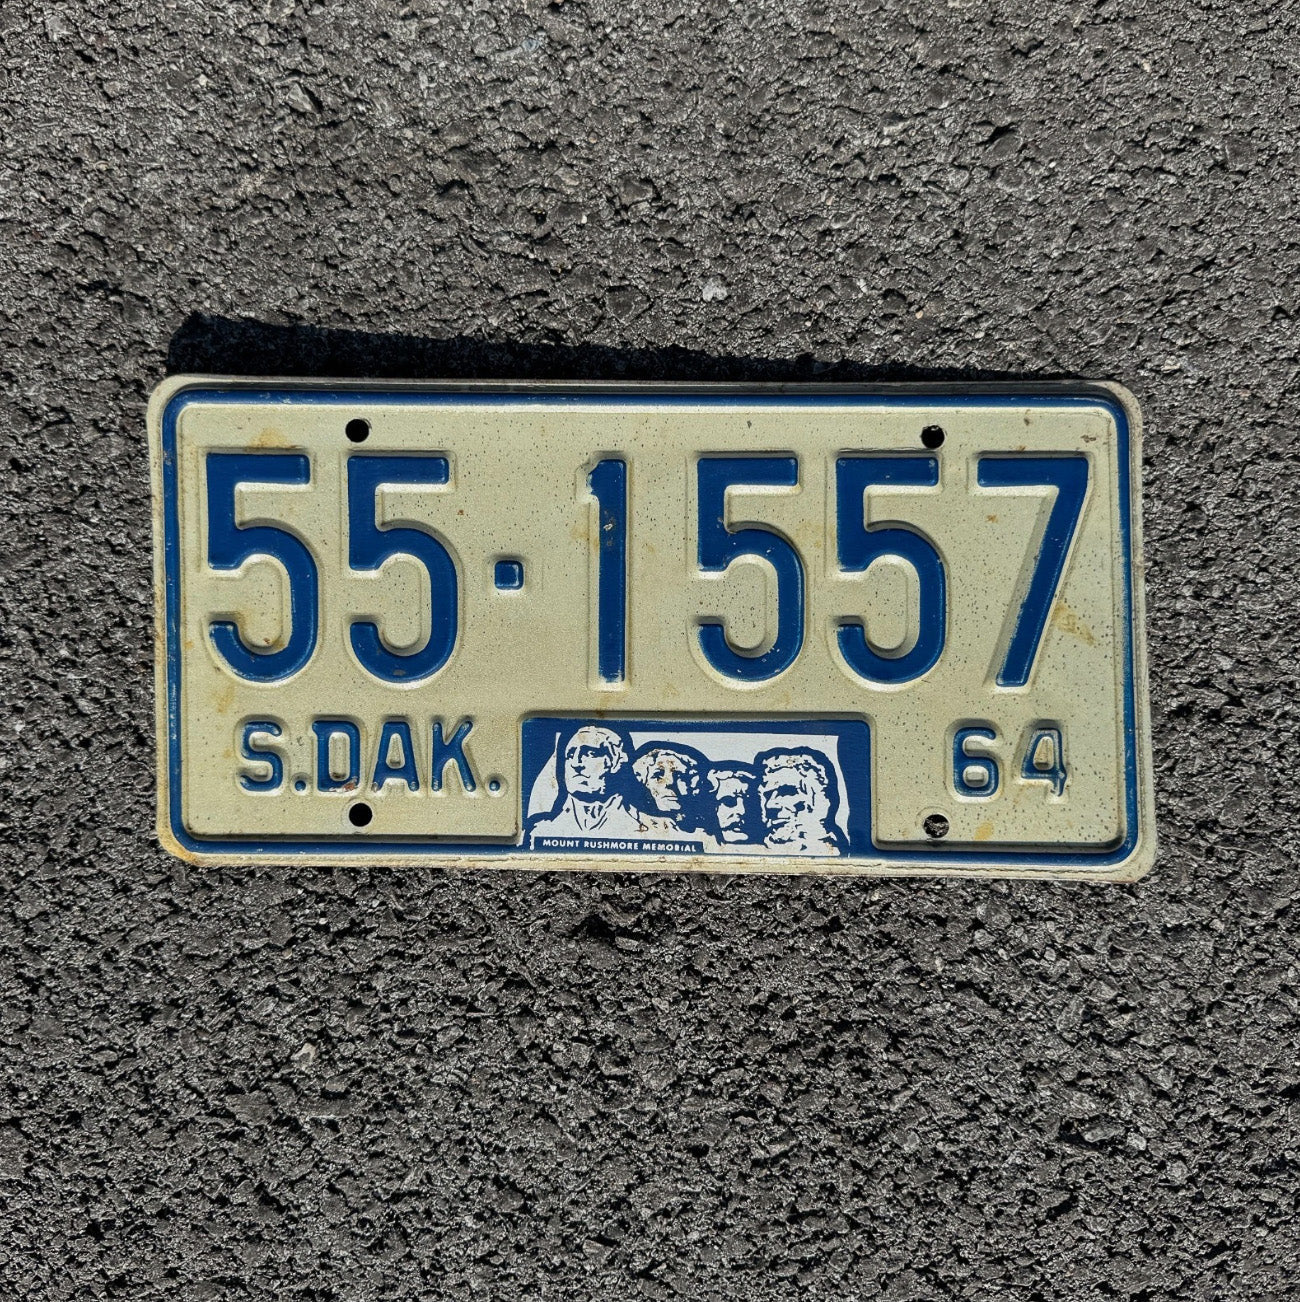 55·1557
S.DAK. 64
MOUNT RUSHMORE MEMORIAL